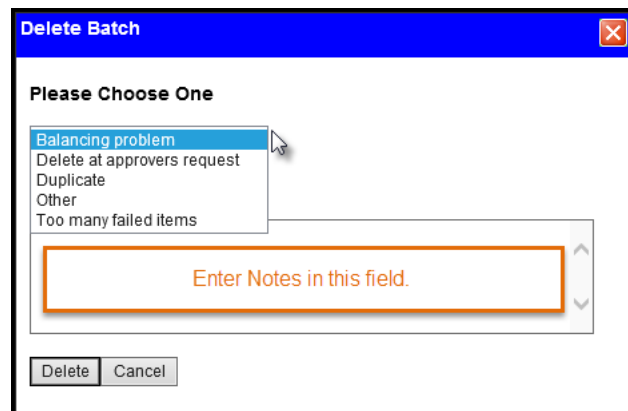 Delete Batch
Please Choose One
Balancing problem
Delete at approvers request
Duplicate
Other
Too many failed items
Enter Notes in this field.
Delete Cancel